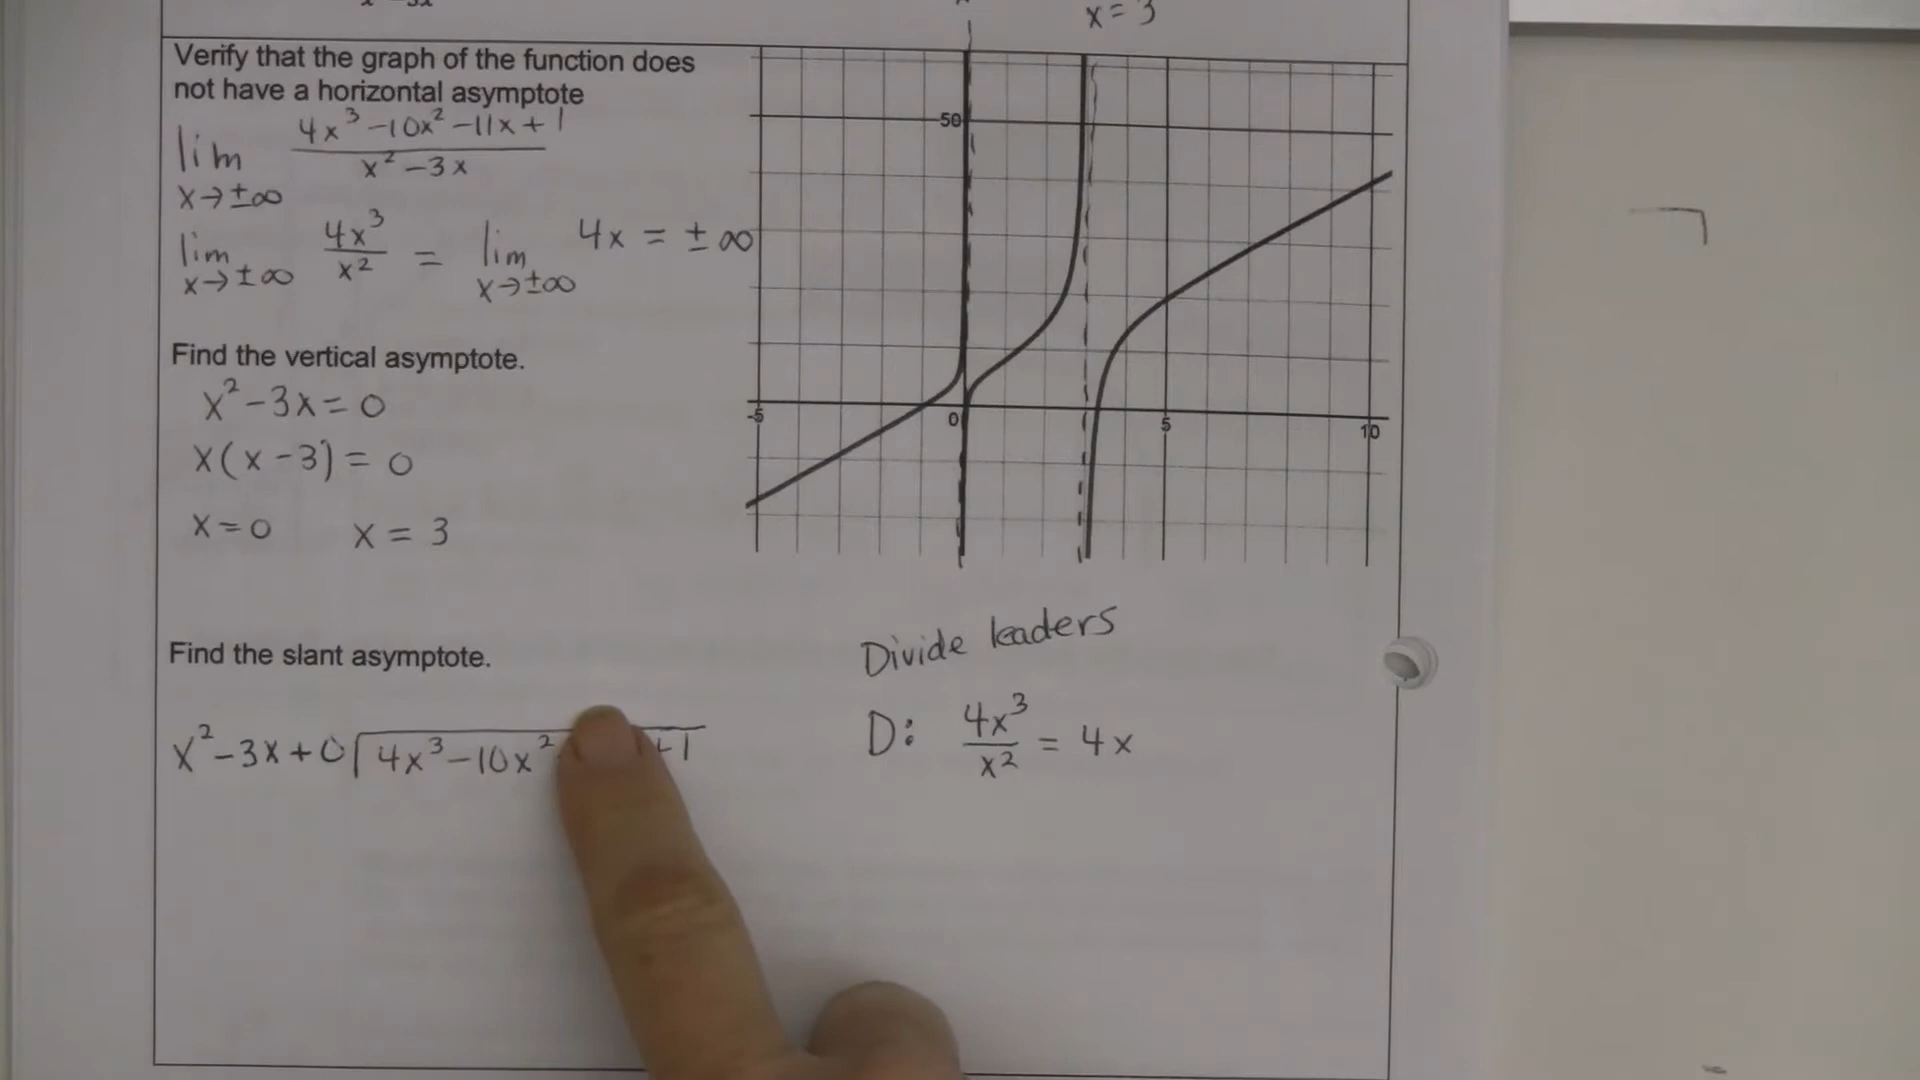 x = 3
Verify that the graph of the function does
not have a horizontal asymptote
lim x→±∞ (4x³ - 10x² - 11x + 1)/(x² - 3x)
lim x→±∞ 4x³/x² = lim x→±∞ 4x = ±∞
Find the vertical asymptote.
x² - 3x = 0
x(x - 3) = 0
x = 0 x = 3
50
-5 0 5 10
Find the slant asymptote.
Divide leaders
x² - 3x + 0 4x³ - 10x² +1
D: 4x³/x² = 4x